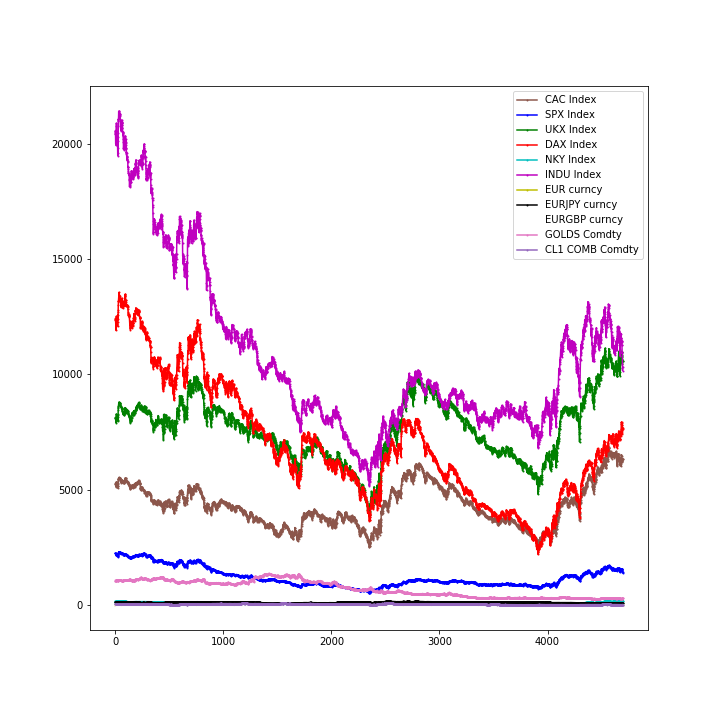 CAC Index
SPX Index
UKX Index
DAX Index
NKY Index
INDU Index
EUR curncy
EURJPY curncy
EURGBP curncy
GOLDS Comdty
CL1 COMB Comdty
20000
15000
10000
5000
0
0 1000 2000 3000 4000